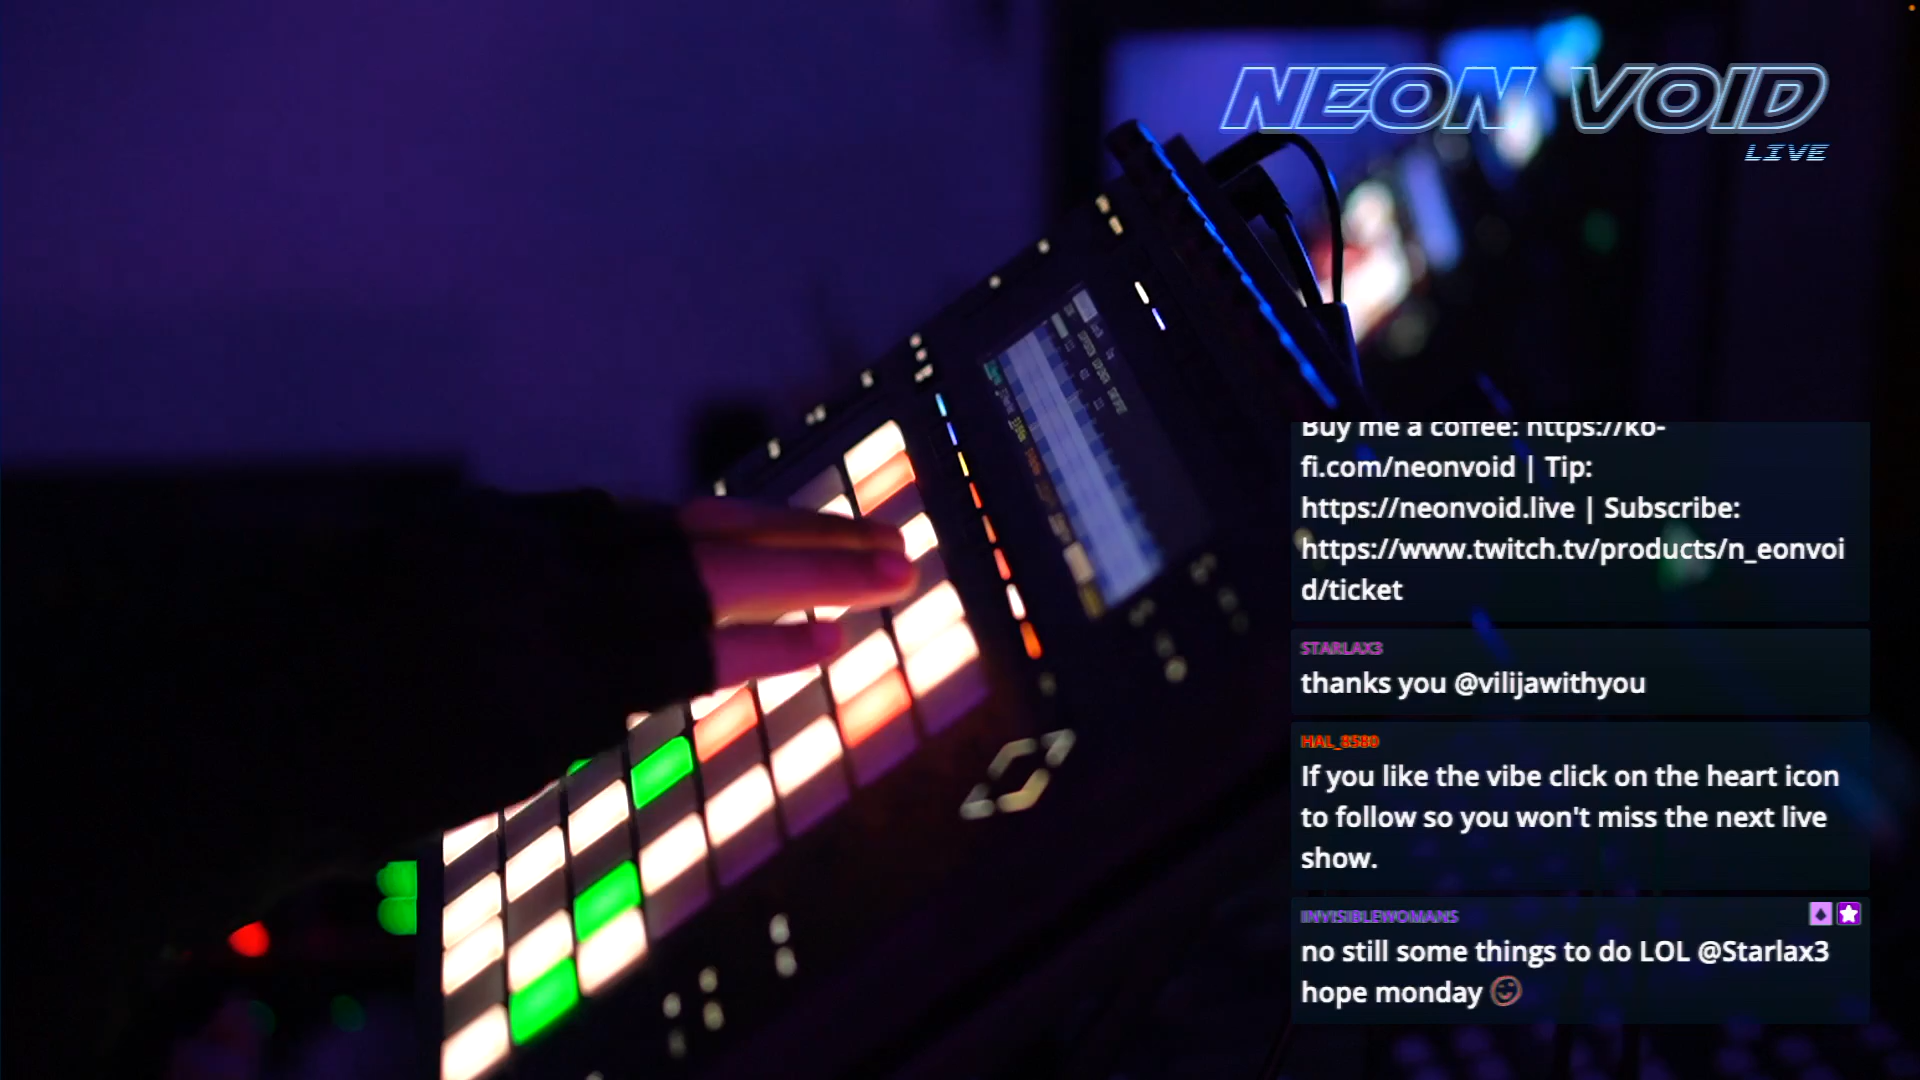 NEON VOID
LIVE
Buy me a coffee: https://ko-
fi.com/neonvoid | Tip:
https://neonvoid.live | Subscribe:
https://www.twitch.tv/products/n_eonvoi
d/ticket
STARLAX3
thanks you @vilijawithyou
HAL_8580
If you like the vibe click on the heart icon
to follow so you won't miss the next live
show.
INVISIBLEWOMANS
no still some things to do LOL @Starlax3
hope monday